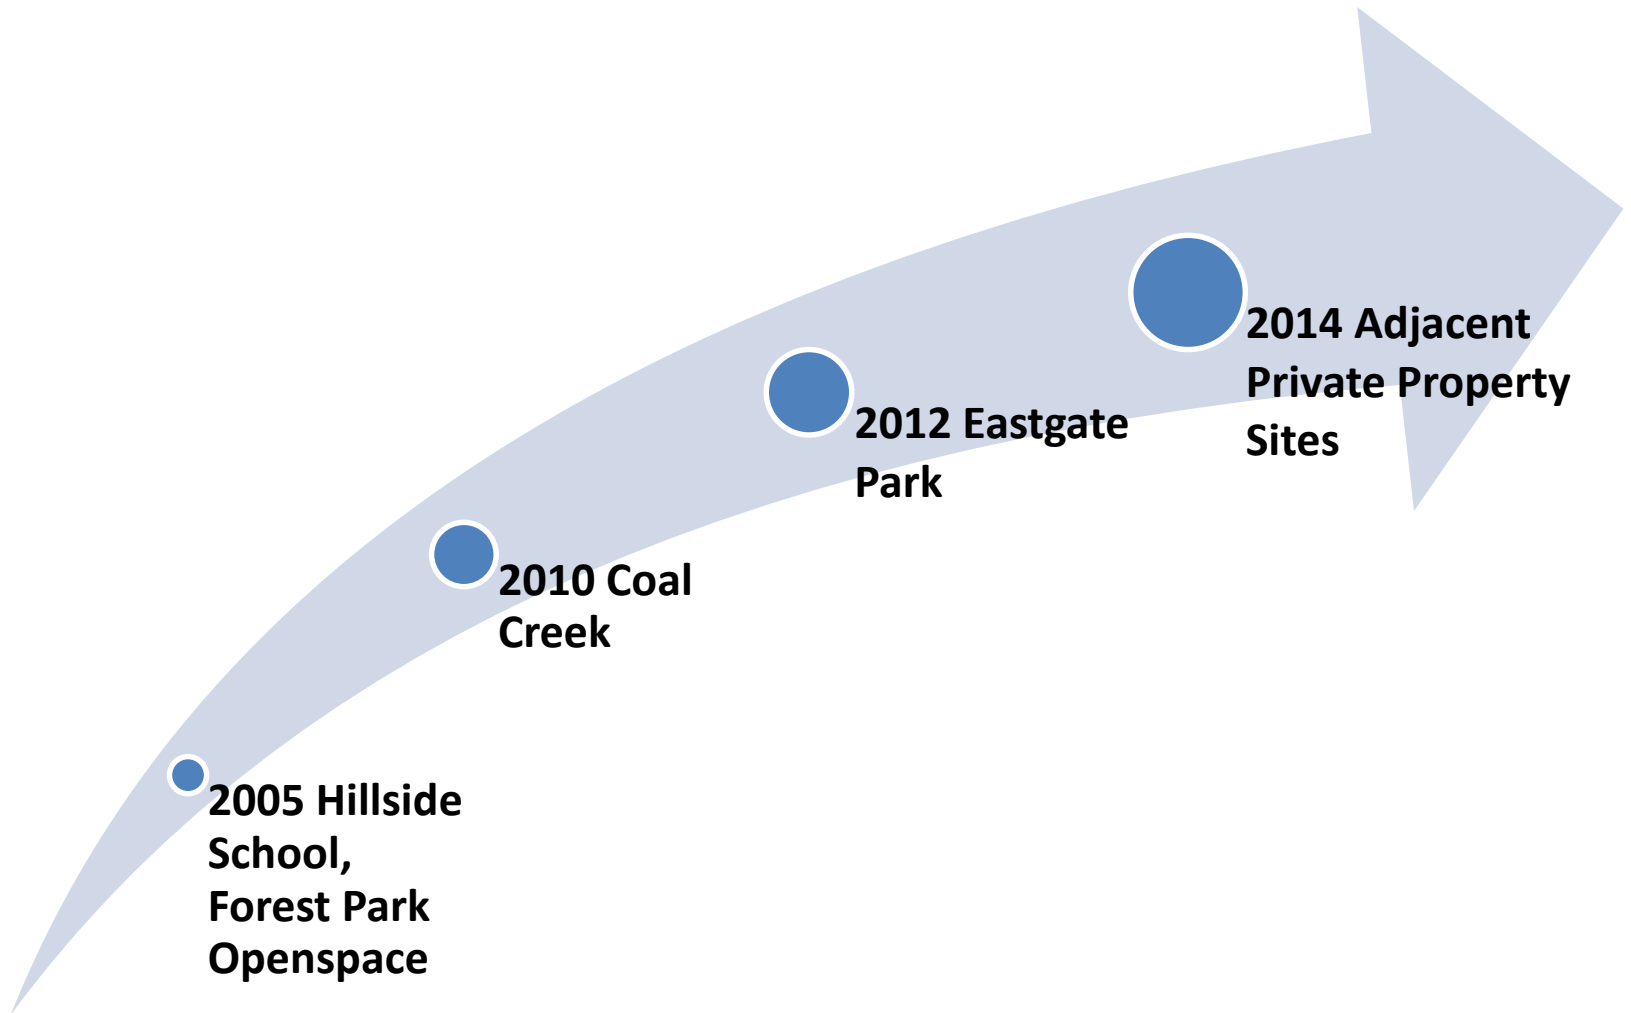 2005 Hillside
School,
Forest Park
Openspace
2010 Coal
Creek
2012 Eastgate
Park
2014 Adjacent
Private Property
Sites